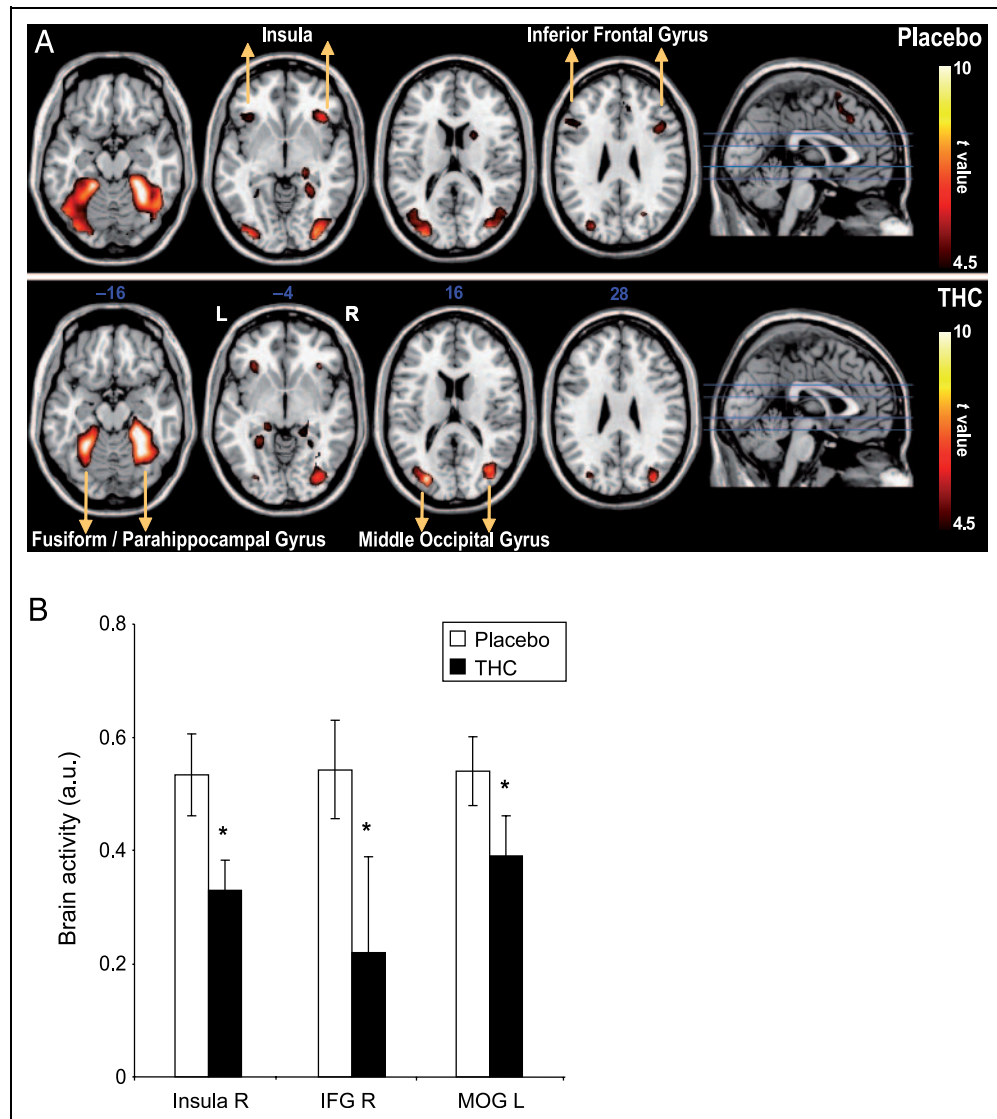 A
Insula
Inferior Frontal Gyrus
Placebo
10
t value
4.5
–16
–4
16
28
THC
L
R
10
t value
4.5
Fusiform / Parahippocampal Gyrus
Middle Occipital Gyrus
B
0.8
Placebo
THC
0.6
*
*
*
0.4
0.2
0
Brain activity (a.u.)
Insula R
IFG R
MOG L